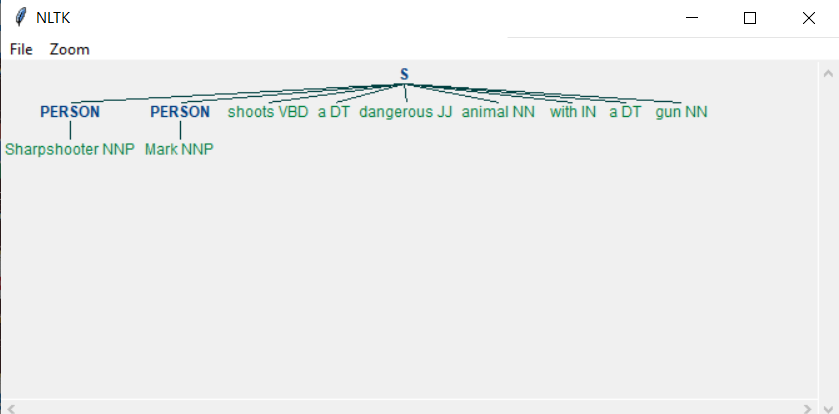 NLTK
File Zoom
S
PERSON PERSON shoots VBD a DT dangerous JJ animal NN with IN a DT gun NN
Sharpshooter NNP Mark NNP